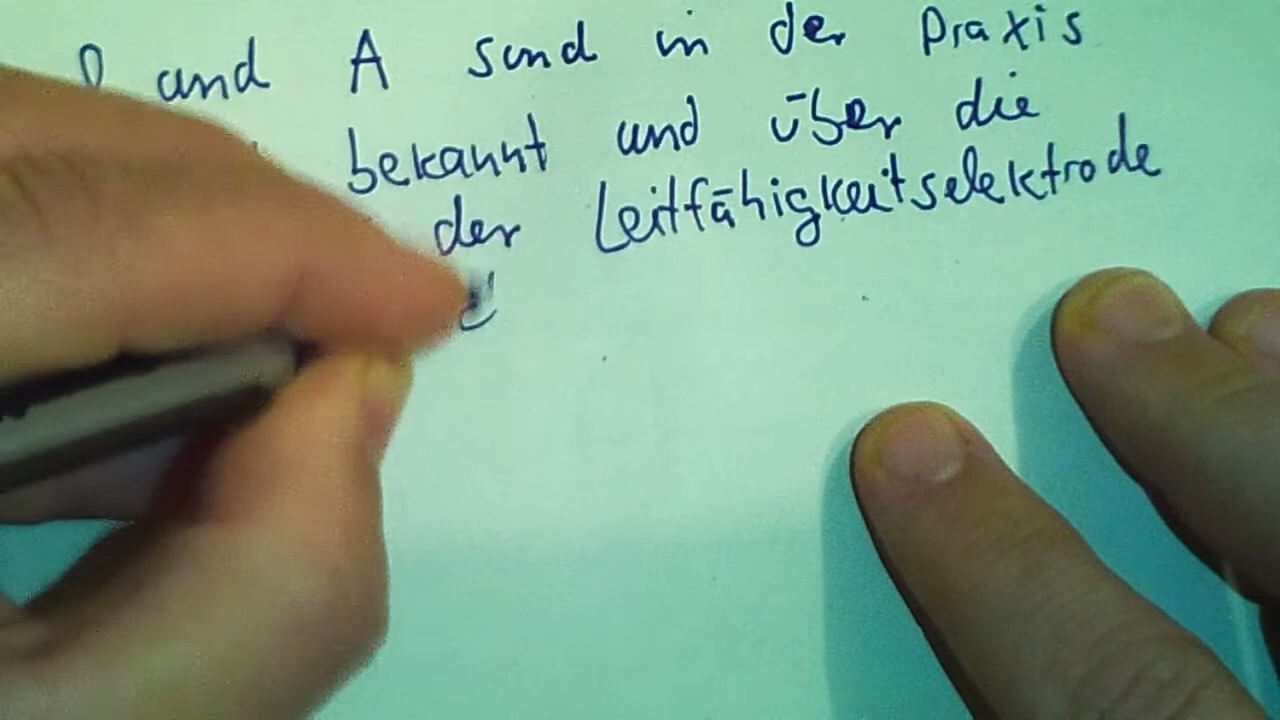 und A sind in der Praxis
bekannt und über die
der Leitfähigkeitselektrode